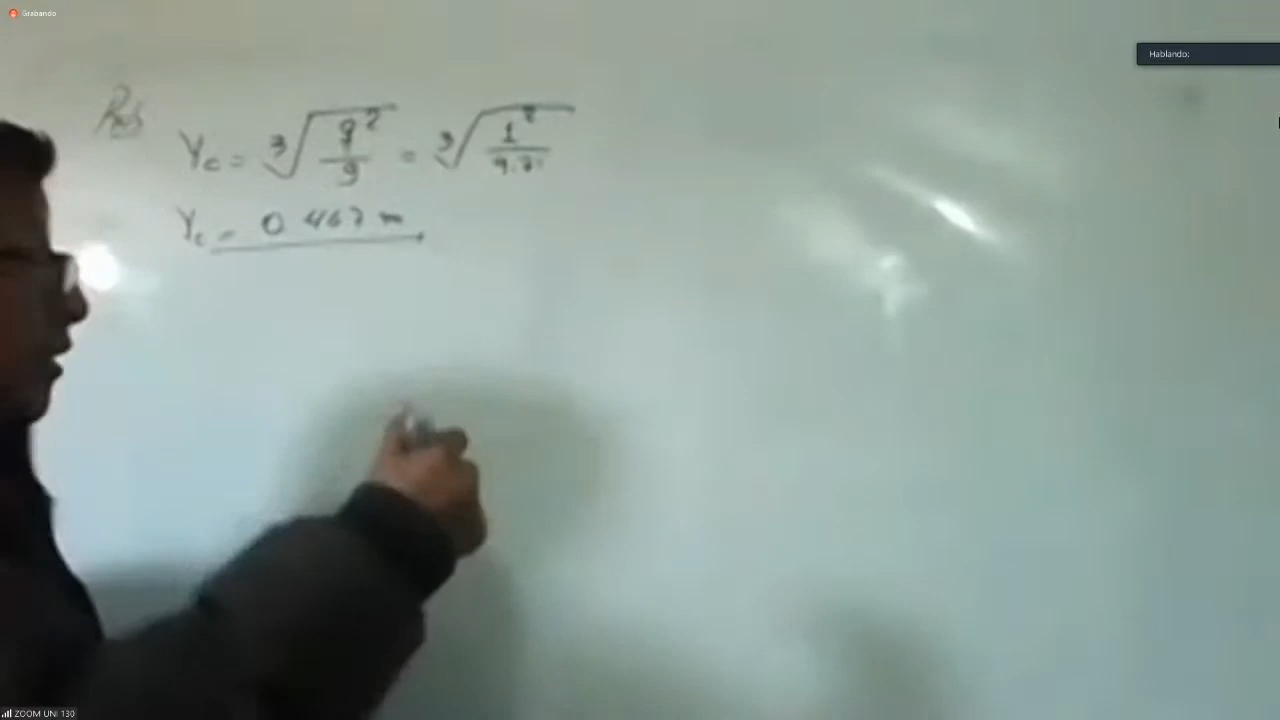 Grabando
Hablando:
Yc = ∛(q²/g) = ∛(1²/9.81)
Yc = 0.467 m
ZOOM UNI 130